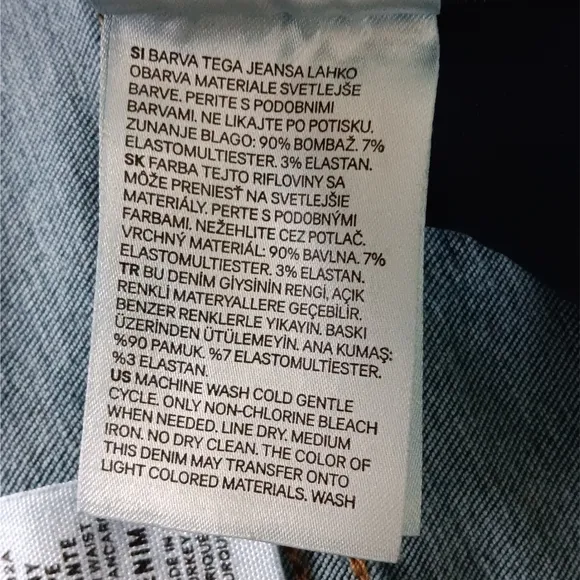 SI BARVA TEGA JEANSA LAHKO
OBARVA MATERIALE SVETLEJŠE
BARVE. PERITE S PODOBNIMI
BARVAMI. NE LIKAJTE PO POTISKU.
ZUNANJE BLAGO: 90% BOMBAŽ. 7%
ELASTOMULTIESTER. 3% ELASTAN.
SK FARBA TEJTO RIFLOVINY SA
MÔŽE PRENIESŤ NA SVETLEJŠIE
MATERIÁLY. PERTE S PODOBNÝMI
FARBAMI. NEŽEHLITE CEZ POTLAČ.
VRCHNÝ MATERIÁL: 90% BAVLNA. 7%
ELASTOMULTIESTER. 3% ELASTAN.
TR BU DENİM GİYSİNİN RENGİ, AÇIK
RENKLİ MATERYALLERE GEÇEBİLİR.
BENZER RENKLERLE YIKAYIN. BASKI
ÜZERİNDEN ÜTÜLEMEYİN. ANA KUMAŞ:
%90 PAMUK. %7 ELASTOMULTİESTER.
%3 ELASTAN.
US MACHINE WASH COLD GENTLE
CYCLE. ONLY NON-CHLORINE BLEACH
WHEN NEEDED. LINE DRY. MEDIUM
IRON. NO DRY CLEAN. THE COLOR OF
THIS DENIM MAY TRANSFER ONTO
LIGHT COLORED MATERIALS. WASH
WAIST
MADE IN